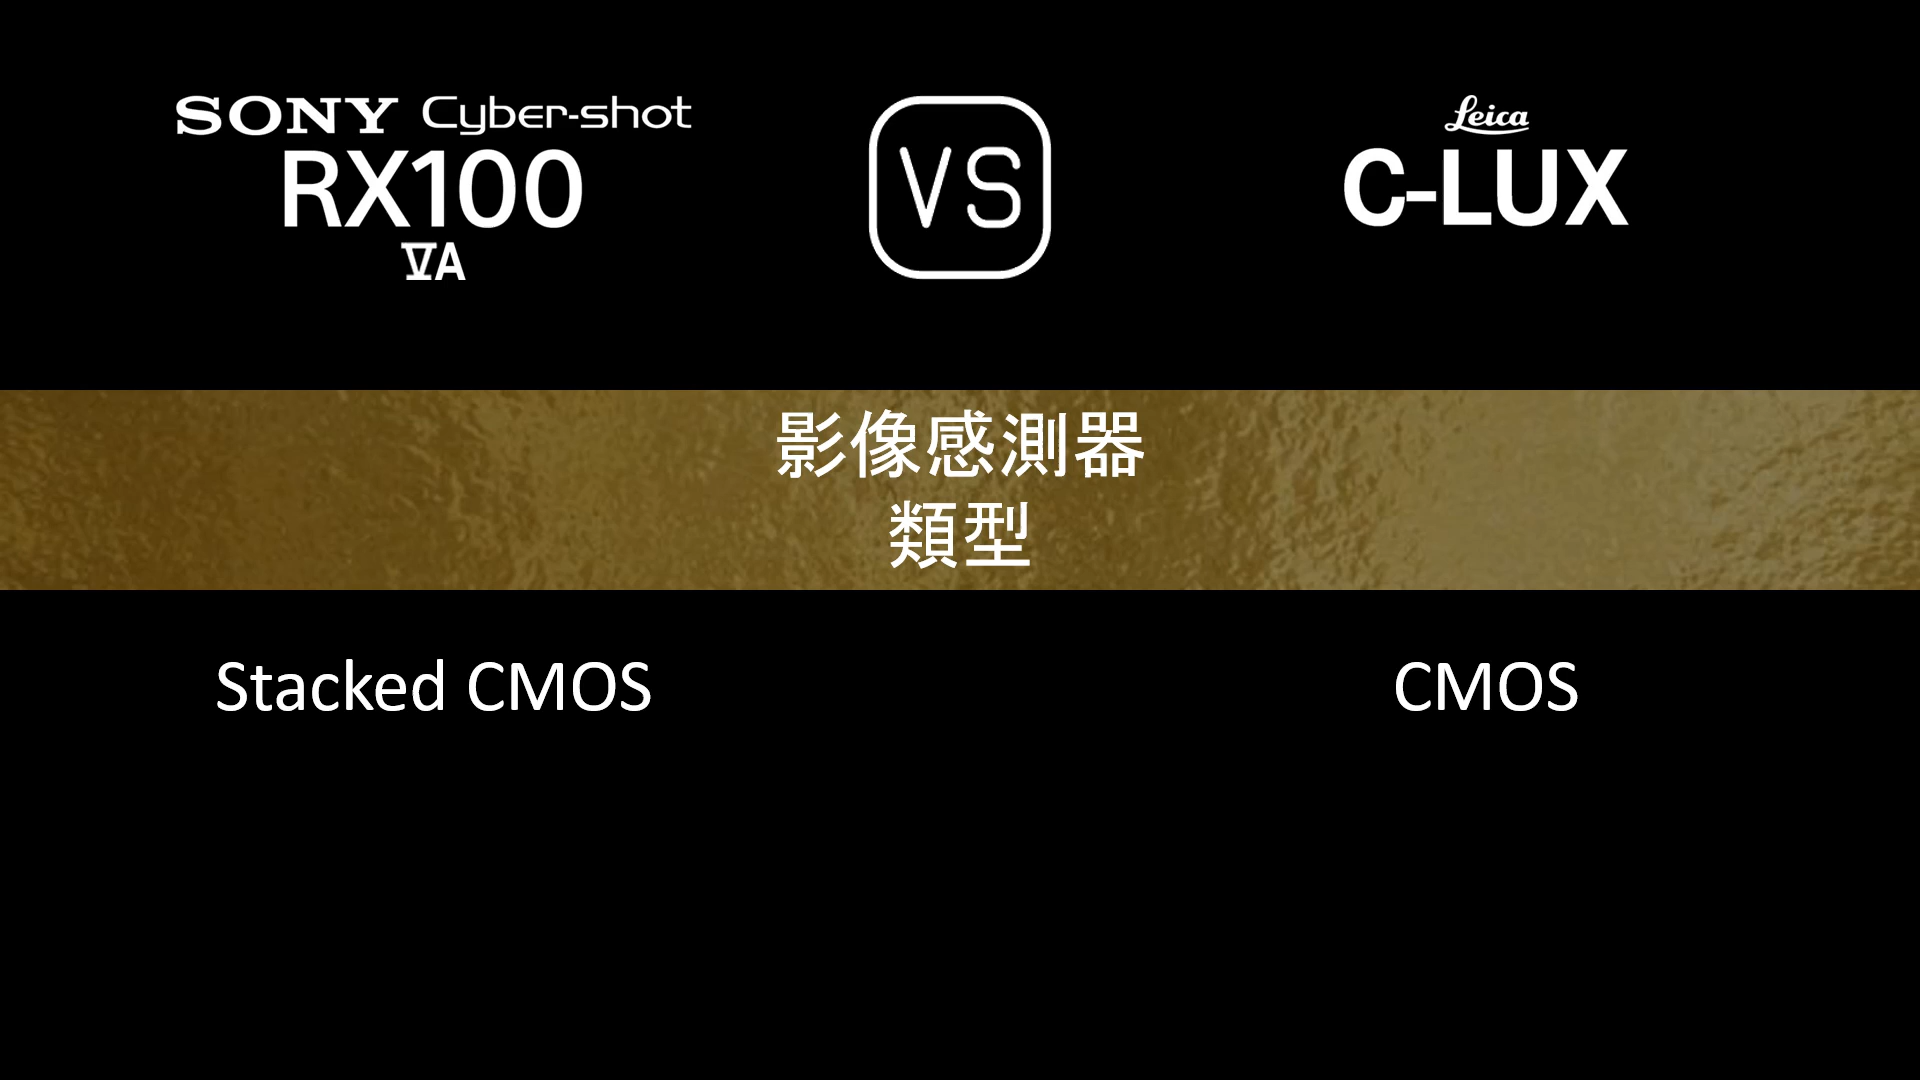 SONY Cyber-shot
RX100
VA
VS
Leica
C-LUX
影像感測器
類型
Stacked CMOS
CMOS